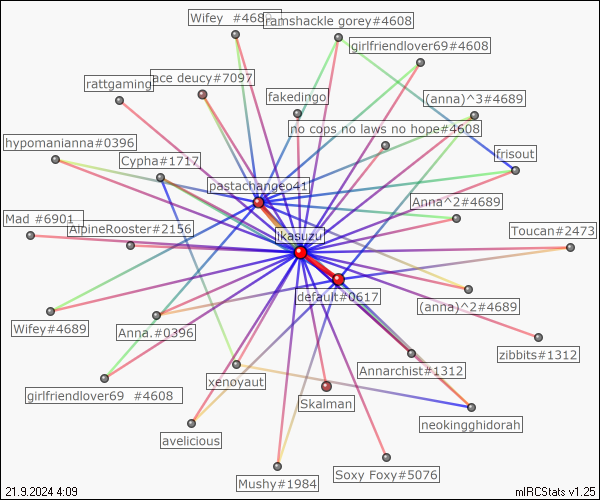 Wifey #4689
ramshackle gorey#4608
girlfriendlover69#4608
rattgaming
ace deucy#7097
fakedingo
(anna)^3#4689
no cops no laws no hope#4608
hypomanianna#0396
Cypha#1717
frisout
pastachangeo41
Anna^2#4689
Mad #6901
AlpineRooster#2156
ikasuzu
Toucan#2473
default#0617
(anna)^2#4689
Wifey#4689
Anna.#0396
zibbits#1312
Annarchist#1312
xenoyaut
girlfriendlover69 #4608
Skalman
neokingghidorah
avelicious
Mushy#1984
Soxy Foxy#5076
21.9.2024 4:09
mIRCStats v1.25